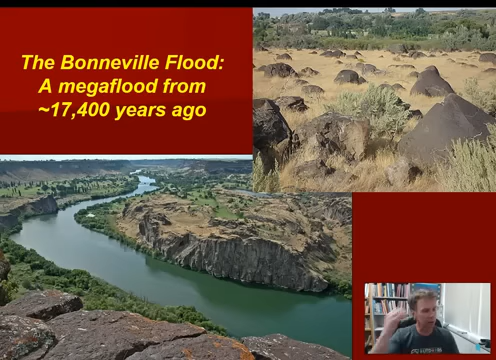 The Bonneville Flood:
A megaflood from
~17,400 years ago